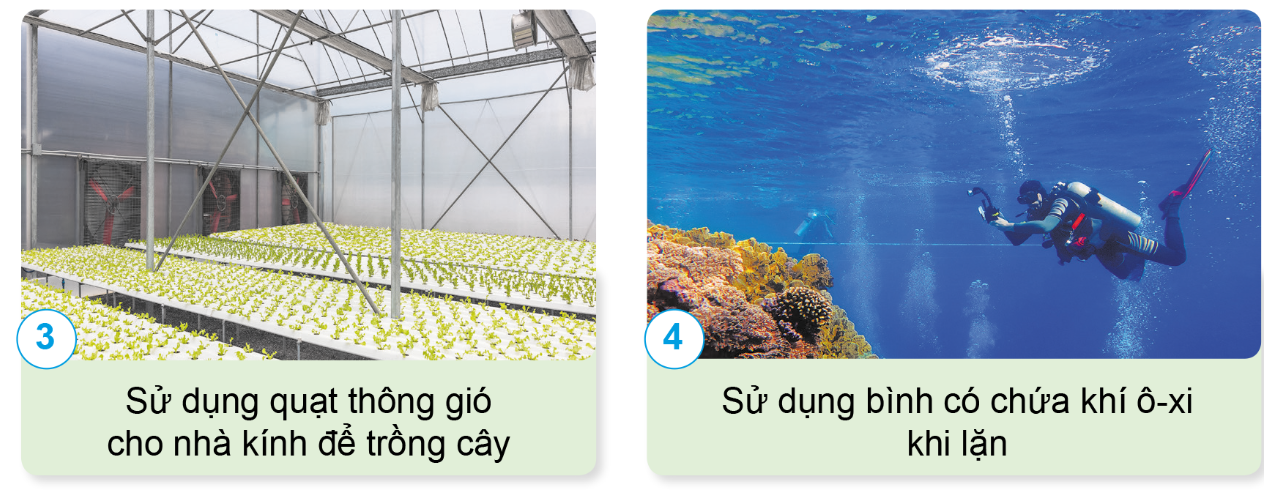 3
Sử dụng quạt thông gió
cho nhà kính để trồng cây
4
Sử dụng bình có chứa khí ô-xi
khi lặn